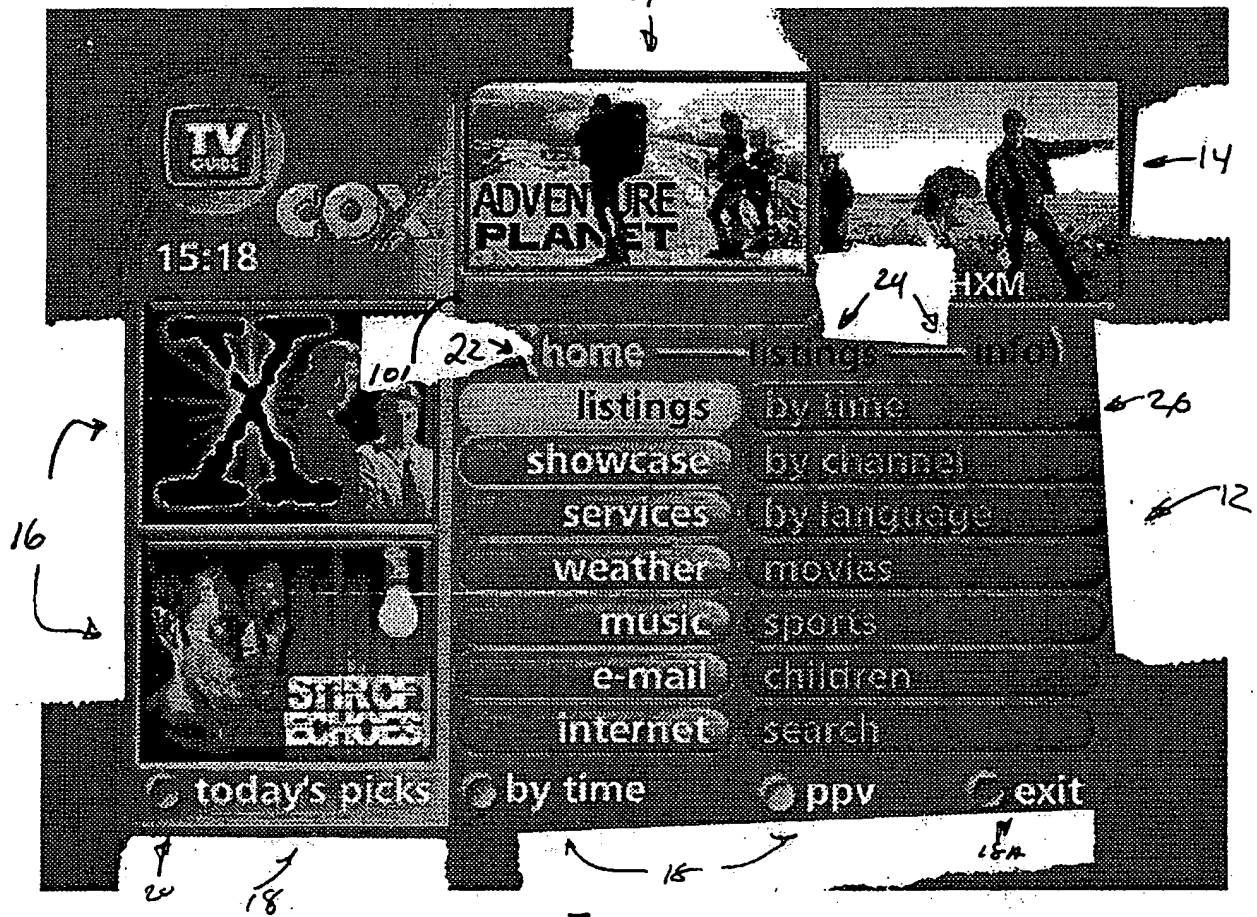 TV
GUIDE
COX
ADVENTURE
PLANET
14
15:18
24
HXM
101
22
home listings info
listings by time
26
showcase by channel
services by language
12
16
weather movies
music sports
e-mail children
STIR OF
ECHOES
internet search
today's picks by time ppv exit
20
18
18
18A